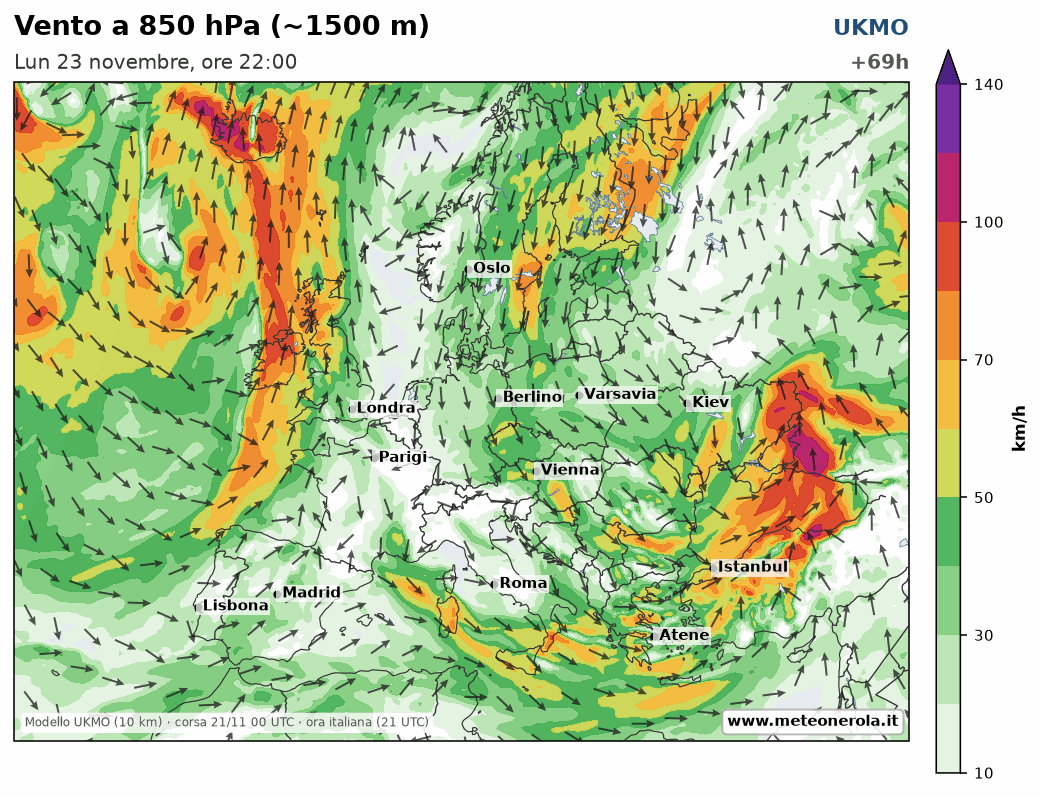 Vento a 850 hPa (~1500 m)
UKMO
Lun 23 novembre, ore 22:00
+69h
140
100
70
50
30
10
km/h
Oslo
Londra
Berlino
Varsavia
Kiev
Parigi
Vienna
Istanbul
Roma
Madrid
Lisbona
Atene
Modello UKMO (10 km) · corsa 21/11 00 UTC · ora italiana (21 UTC)
www.meteonerola.it